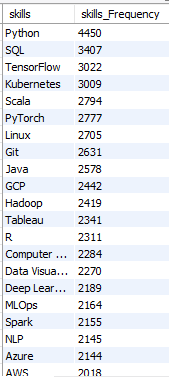 skills skills_Frequency
Python 4450
SQL 3407
TensorFlow 3022
Kubernetes 3009
Scala 2794
PyTorch 2777
Linux 2705
Git 2631
Java 2578
GCP 2442
Hadoop 2419
Tableau 2341
R 2311
Computer ... 2284
Data Visua... 2270
Deep Lear... 2189
MLOps 2164
Spark 2155
NLP 2145
Azure 2144
AWS 2018